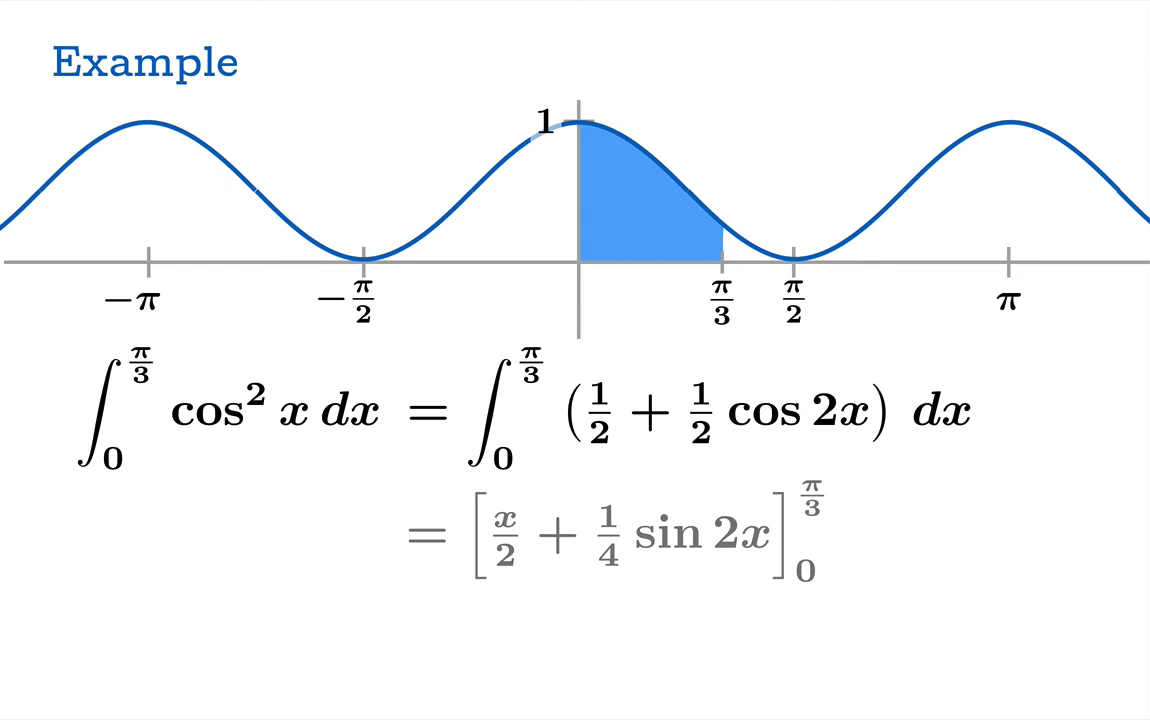 Example
1
−π −π/2 π/3 π/2 π
∫₀^{π/3} cos² x dx = ∫₀^{π/3} (1/2 + 1/2 cos 2x) dx
= [x/2 + 1/4 sin 2x]₀^{π/3}